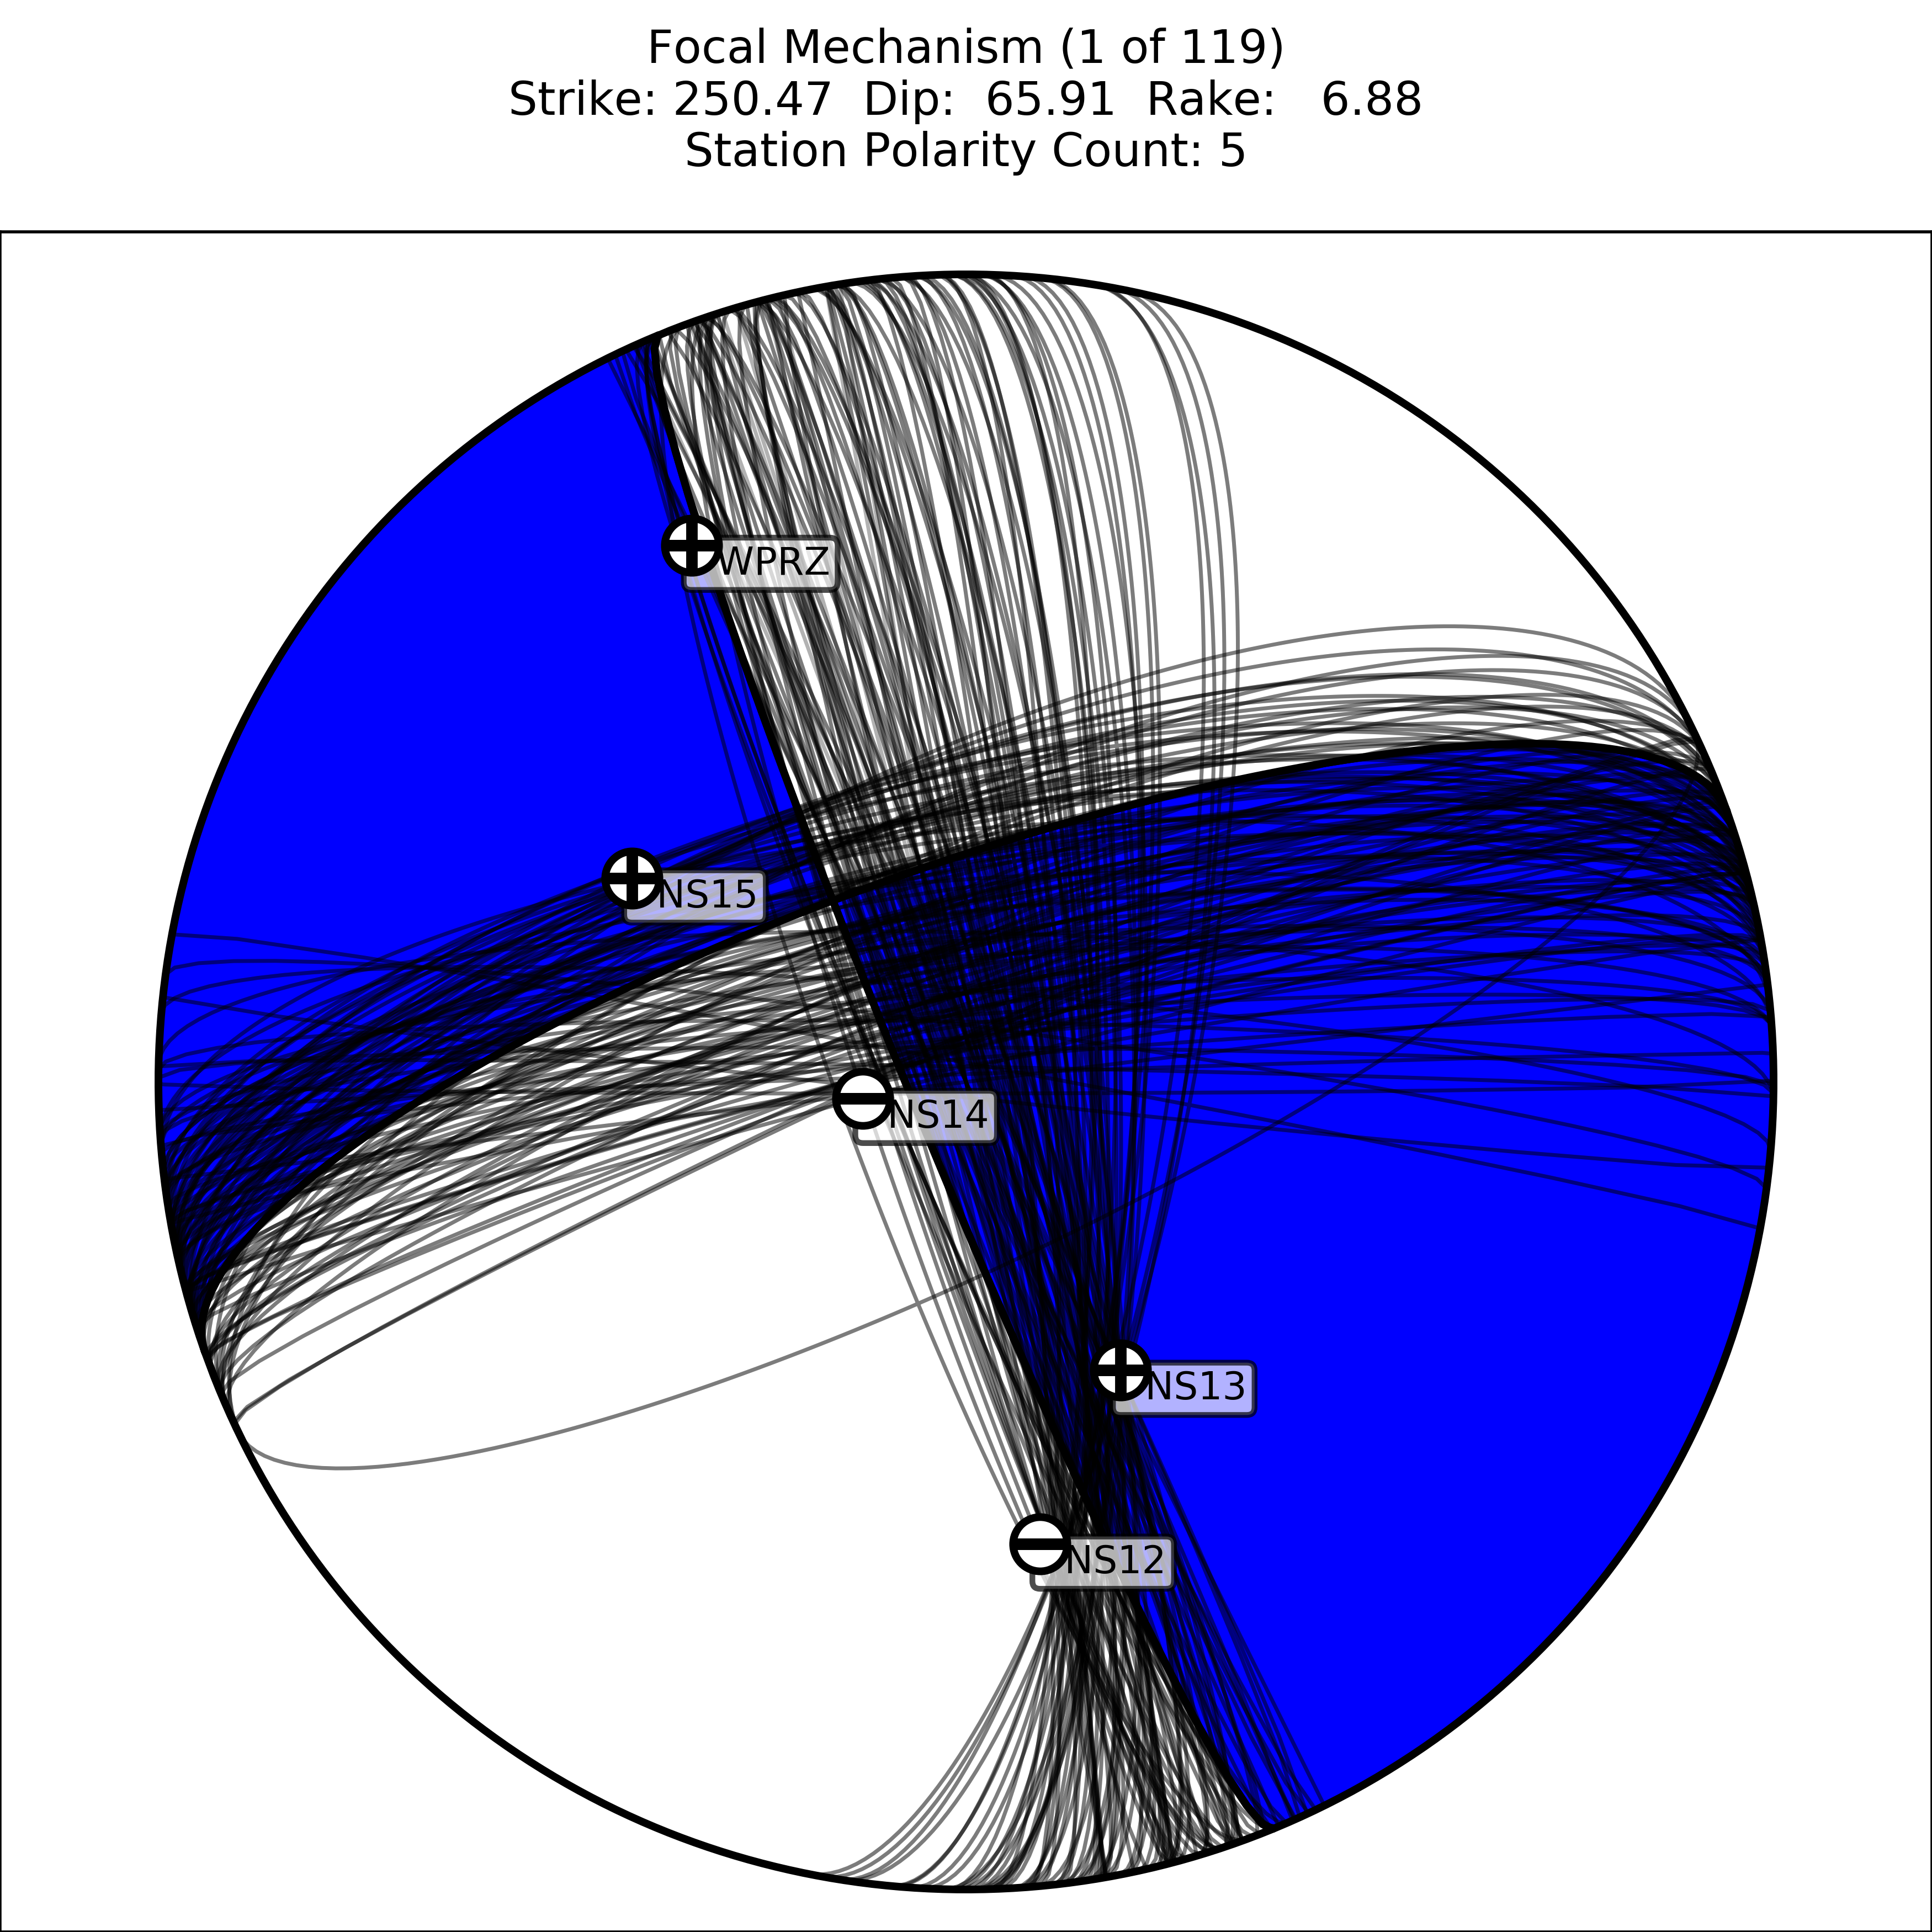 Focal Mechanism (1 of 119)
Strike: 250.47  Dip:  65.91  Rake:   6.88
Station Polarity Count: 5
WPRZ
NS15
NS14
NS13
NS12